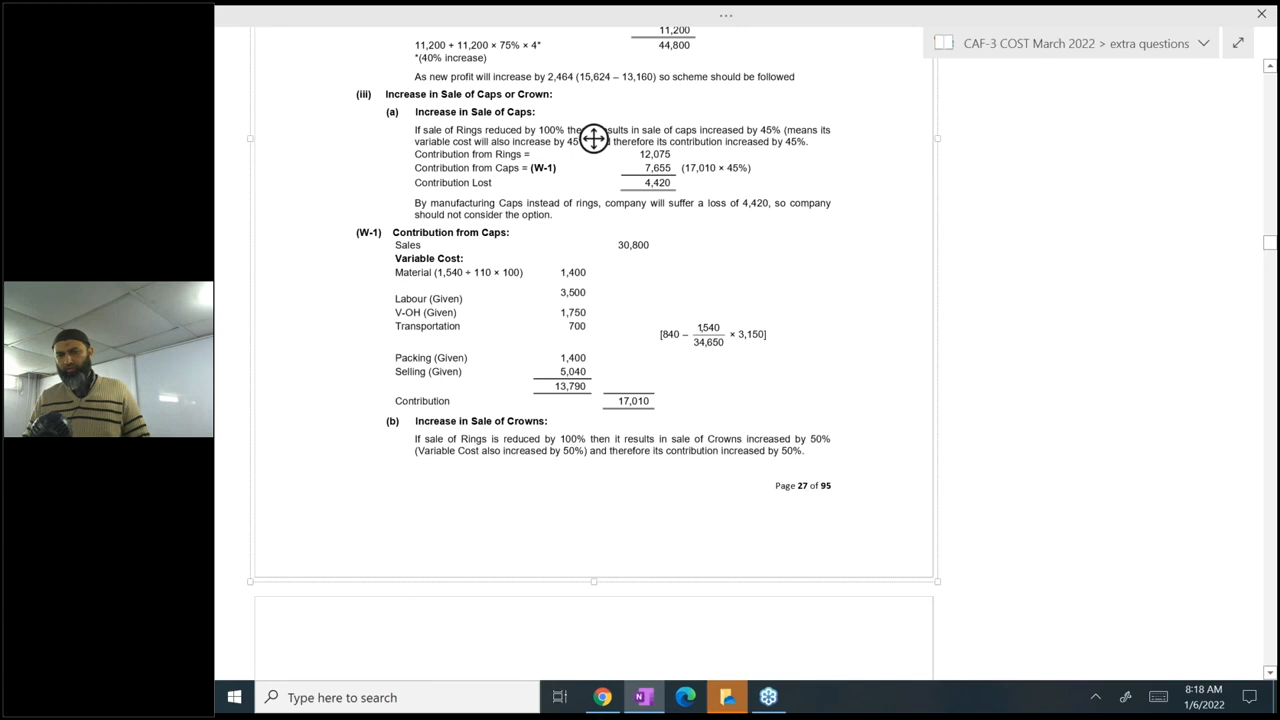 CAF-3 COST March 2022 > extra questions
11,200
11,200 + 11,200 × 75% × 4* 44,800
*(40% increase)
As new profit will increase by 2,464 (15,624 – 13,160) so scheme should be followed
(iii) Increase in Sale of Caps or Crown:
(a) Increase in Sale of Caps:
If sale of Rings reduced by 100% the sults in sale of caps increased by 45% (means its
variable cost will also increase by 45 therefore its contribution increased by 45%.
Contribution from Rings = 12,075
Contribution from Caps = (W-1) 7,655 (17,010 × 45%)
Contribution Lost 4,420
By manufacturing Caps instead of rings, company will suffer a loss of 4,420, so company
should not consider the option.
(W-1) Contribution from Caps:
Sales 30,800
Variable Cost:
Material (1,540 ÷ 110 × 100) 1,400
Labour (Given) 3,500
V-OH (Given) 1,750
Transportation 700 [840 – 1,540/34,650 × 3,150]
Packing (Given) 1,400
Selling (Given) 5,040
13,790
Contribution 17,010
(b) Increase in Sale of Crowns:
If sale of Rings is reduced by 100% then it results in sale of Crowns increased by 50%
(Variable Cost also increased by 50%) and therefore its contribution increased by 50%.
Page 27 of 95
Type here to search
8:18 AM
1/6/2022